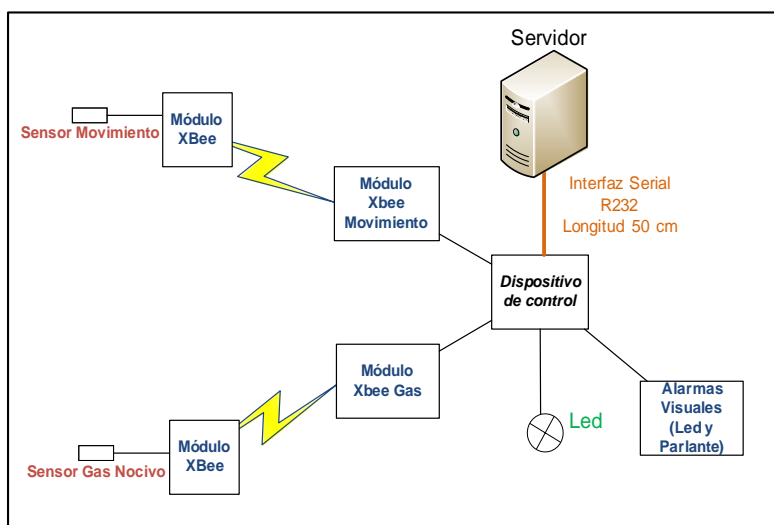 Servidor
Sensor Movimiento
Módulo
XBee
Módulo
Xbee
Movimiento
Interfaz Serial
R232
Longitud 50 cm
Dispositivo
de control
Módulo
Xbee Gas
Led
Alarmas
Visuales
(Led y
Parlante)
Sensor Gas Nocivo
Módulo
XBee